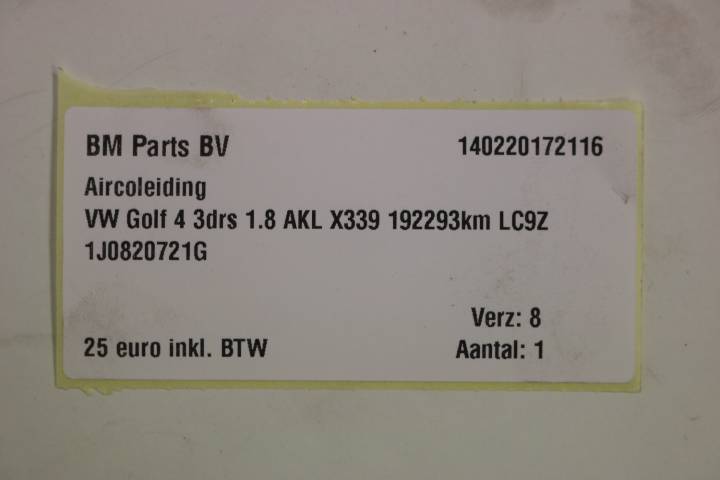 BM Parts BV 140220172116
Aircoleiding
VW Golf 4 3drs 1.8 AKL X339 192293km LC9Z
1J0820721G
Verz: 8
25 euro inkl. BTW Aantal: 1